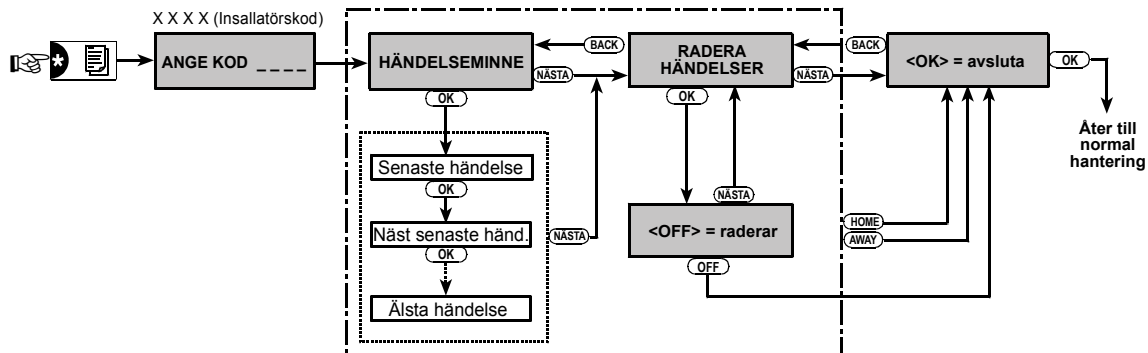 X X X X (Insallatörskod)
*
ANGE KOD _ _ _ _
HÄNDELSEMINNE
BACK
NÄSTA
RADERA
HÄNDELSER
BACK
NÄSTA
<OK> = avsluta
OK
Åter till
normal
hantering
OK
Senaste händelse
OK
Näst senaste händ.
OK
Älsta händelse
NÄSTA
OK
NÄSTA
<OFF> = raderar
OFF
HOME
AWAY